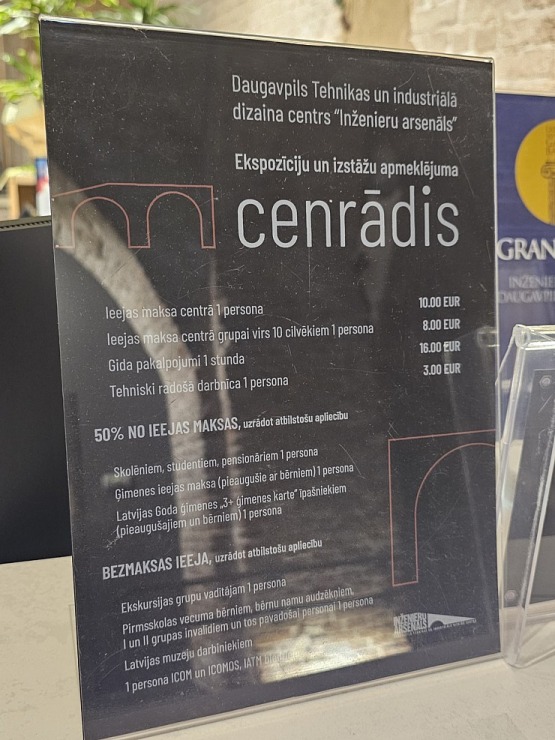 Daugavpils Tehnikas un industriālā
dizaina centrs "Inženieru arsenāls"
Ekspozīciju un izstāžu apmeklējuma
cenrādis
Ieejas maksa centrā 1 persona 10.00 EUR
Ieejas maksa centrā grupai virs 10 cilvēkiem 1 persona 8.00 EUR
Gida pakalpojumi 1 stunda 16.00 EUR
Tehniski radošā darbnīca 1 persona 3.00 EUR
50% NO IEEJAS MAKSAS, uzrādot atbilstošu apliecību
Skolēniem, studentiem, pensionāriem 1 persona
Ģimenes ieejas maksa (pieaugušie ar bērniem) 1 persona
Latvijas Goda ģimenes „3+ ģimenes karte" īpašniekiem
(pieaugušajiem un bērniem) 1 persona
BEZMAKSAS IEEJA, uzrādot atbilstošu apliecību
Ekskursijas grupu vadītājam 1 persona
Pirmsskolas vecuma bērniem, bērnu namu audzēkņiem,
I un II grupas invalīdiem un tos pavadošai personai 1 persona
Latvijas muzeju darbiniekiem
1 persona ICOM un ICOMOS, IATM
INŽENIERU
ARSENĀLS
GRAN
INŽENIE
DAUGAVPI